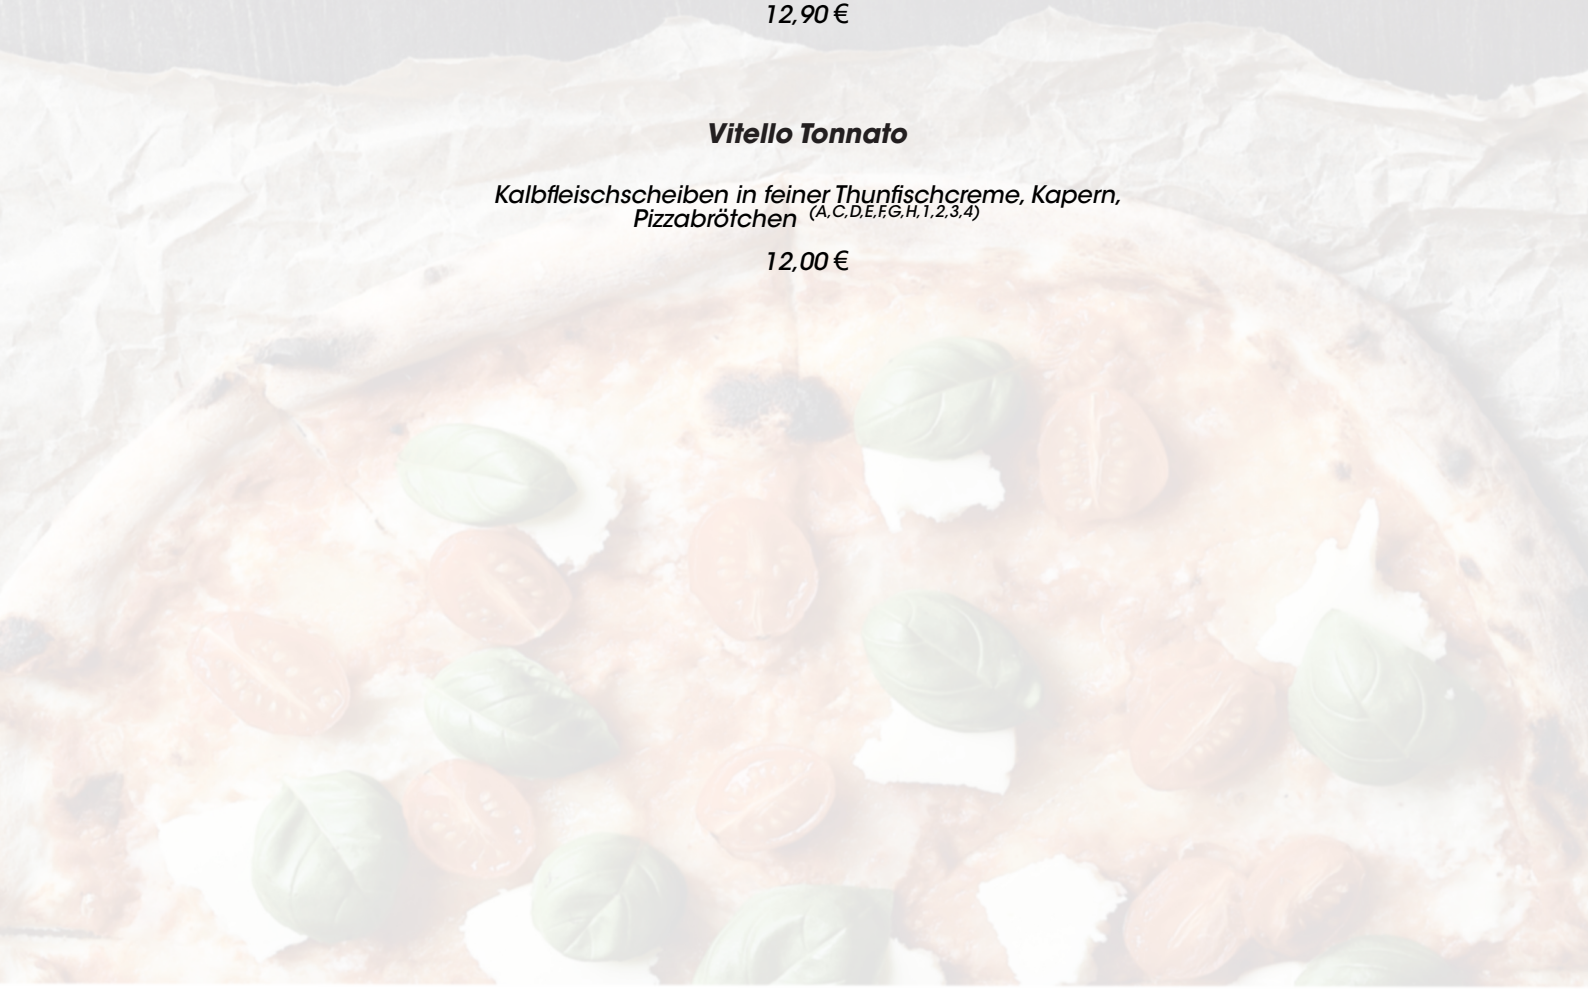 12,90 €
Vitello Tonnato
Kalbfleischscheiben in feiner Thunfischcreme, Kapern,
Pizzabrötchen (A,C,D,E,F,G,H,1,2,3,4)
12,00 €